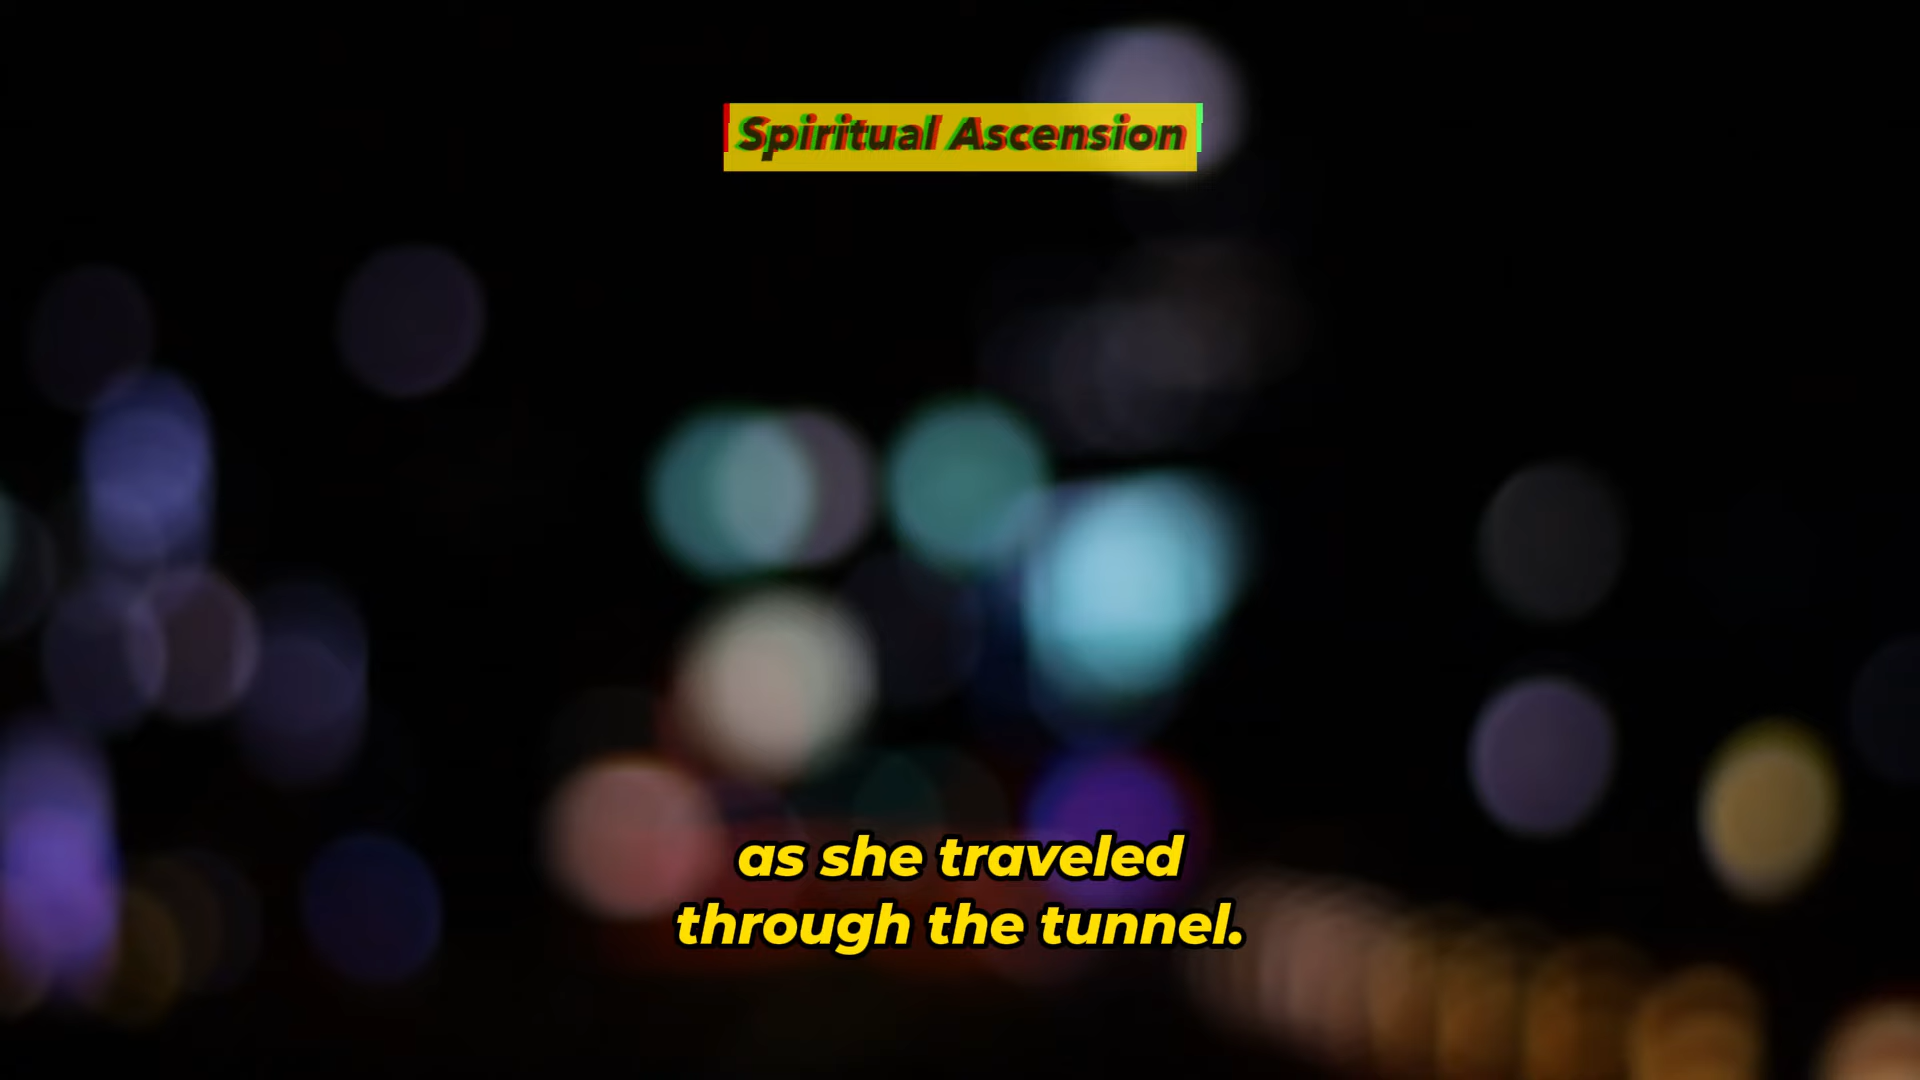 Spiritual Ascension
as she traveled
through the tunnel.